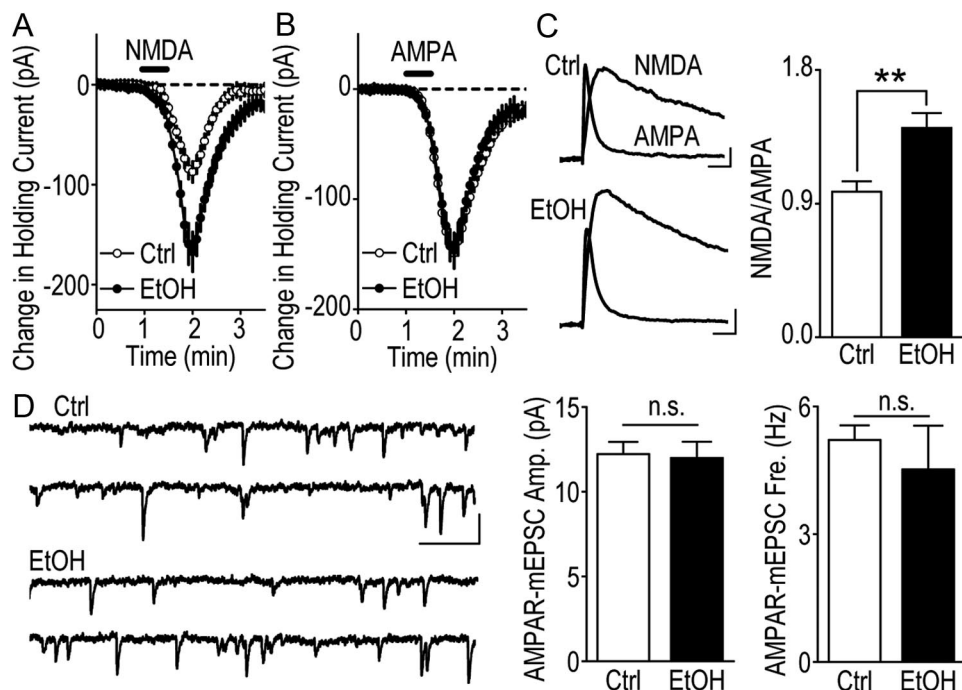 A
NMDA
Change in Holding Current (pA)
0
-100
-200
Ctrl
EtOH
0 1 2 3
Time (min)
B
AMPA
Change in Holding Current (pA)
0
-100
-200
Ctrl
EtOH
0 1 2 3
Time (min)
C
Ctrl
NMDA
AMPA
EtOH
NMDA/AMPA
1.8
0.9
0.0
**
Ctrl EtOH
D
Ctrl
EtOH
AMPAR-mEPSC Amp. (pA)
15
10
5
0
n.s.
Ctrl EtOH
AMPAR-mEPSC Fre. (Hz)
6
3
0
n.s.
Ctrl EtOH